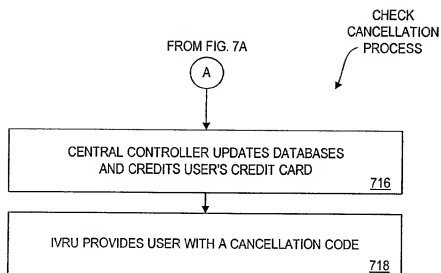 CHECK
CANCELLATION
PROCESS
FROM FIG. 7A
A
CENTRAL CONTROLLER UPDATES DATABASES
AND CREDITS USER'S CREDIT CARD
716
IVRU PROVIDES USER WITH A CANCELLATION CODE
718